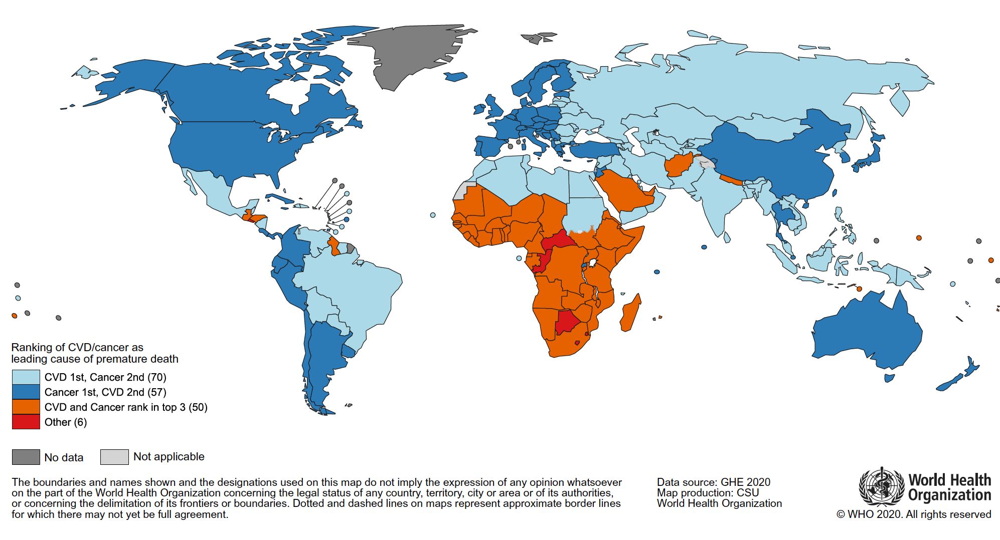 Ranking of CVD/cancer as
leading cause of premature death
CVD 1st, Cancer 2nd (70)
Cancer 1st, CVD 2nd (57)
CVD and Cancer rank in top 3 (50)
Other (6)
No data
Not applicable
The boundaries and names shown and the designations used on this map do not imply the expression of any opinion whatsoever
on the part of the World Health Organization concerning the legal status of any country, territory, city or area or of its authorities,
or concerning the delimitation of its frontiers or boundaries. Dotted and dashed lines on maps represent approximate border lines
for which there may not yet be full agreement.
Data source: GHE 2020
Map production: CSU
World Health Organization
World Health
Organization
© WHO 2020. All rights reserved